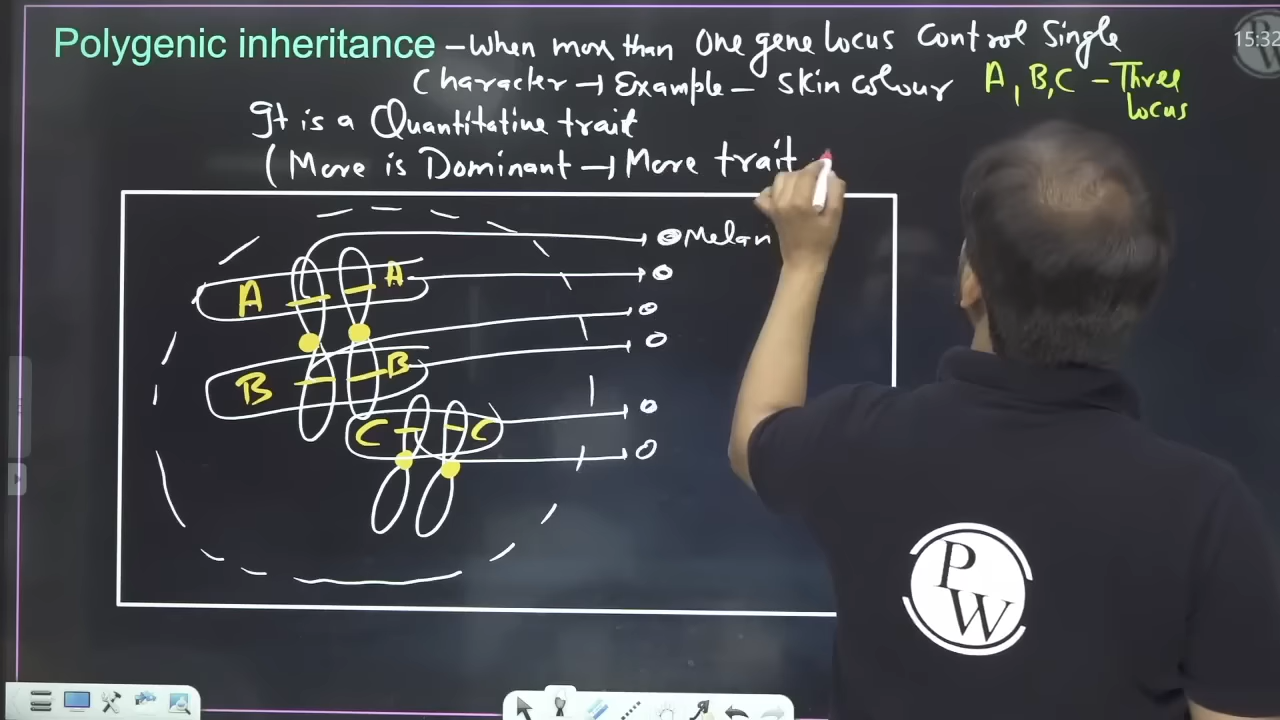 Polygenic inheritance - When more than One gene locus Control Single
Character → Example - Skin colour A, B, C - Three
locus
It is a Quantitative trait
(More is Dominant → More trait
Melan
A A
B B
C C
PW
15:32